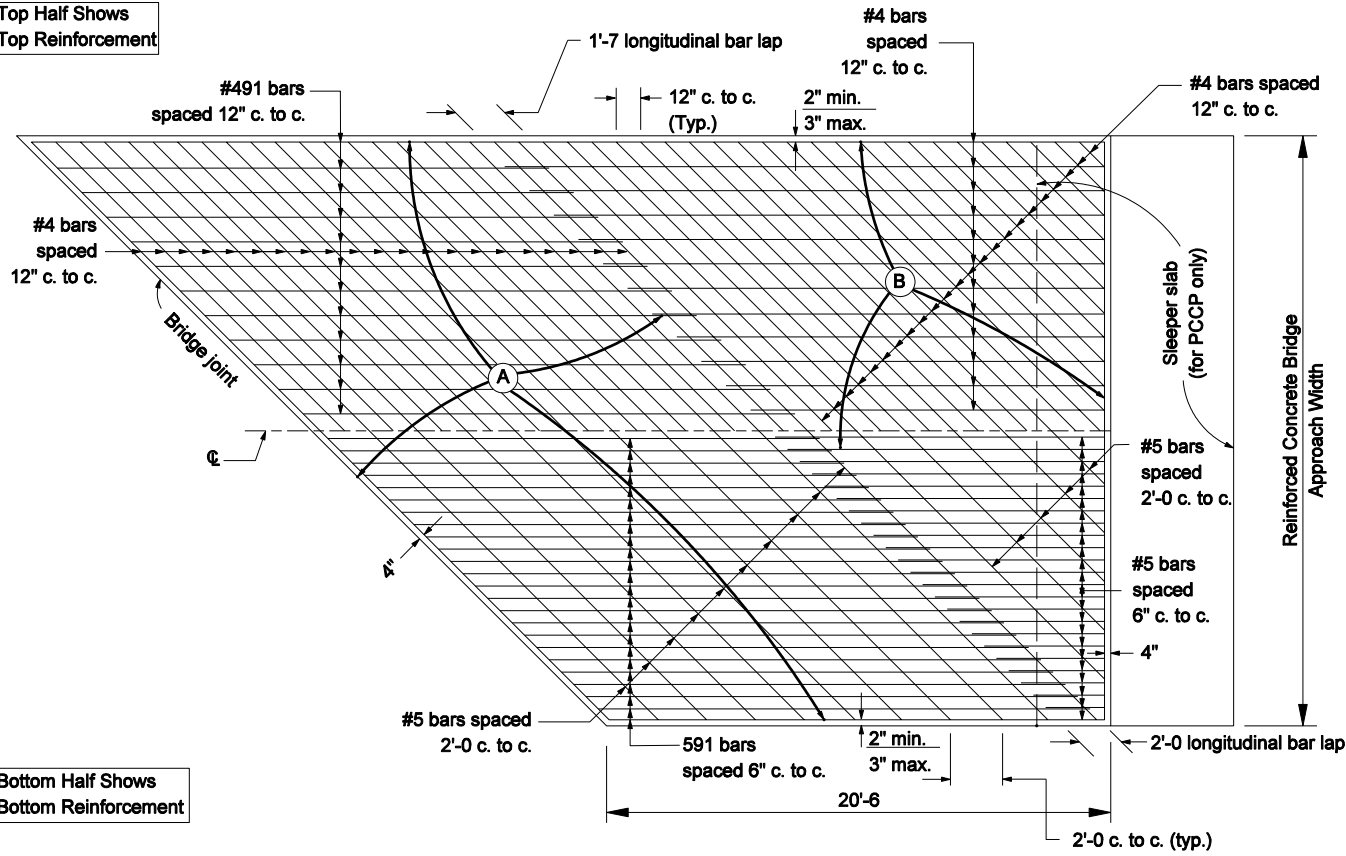 Top Half Shows
Top Reinforcement
#4 bars
spaced
12" c. to c.
1'-7 longitudinal bar lap
#491 bars
spaced 12" c. to c.
12" c. to c.
(Typ.)
2" min.
3" max.
#4 bars spaced
12" c. to c.
#4 bars
spaced
12" c. to c.
Bridge joint
A
B
Sleeper slab
(for PCCP only)
Reinforced Concrete Bridge
Approach Width
℄
4"
#5 bars
spaced
2'-0 c. to c.
#5 bars
spaced
6" c. to c.
4"
#5 bars spaced
2'-0 c. to c.
591 bars
spaced 6" c. to c.
2" min.
3" max.
2'-0 longitudinal bar lap
Bottom Half Shows
Bottom Reinforcement
20'-6
2'-0 c. to c. (typ.)